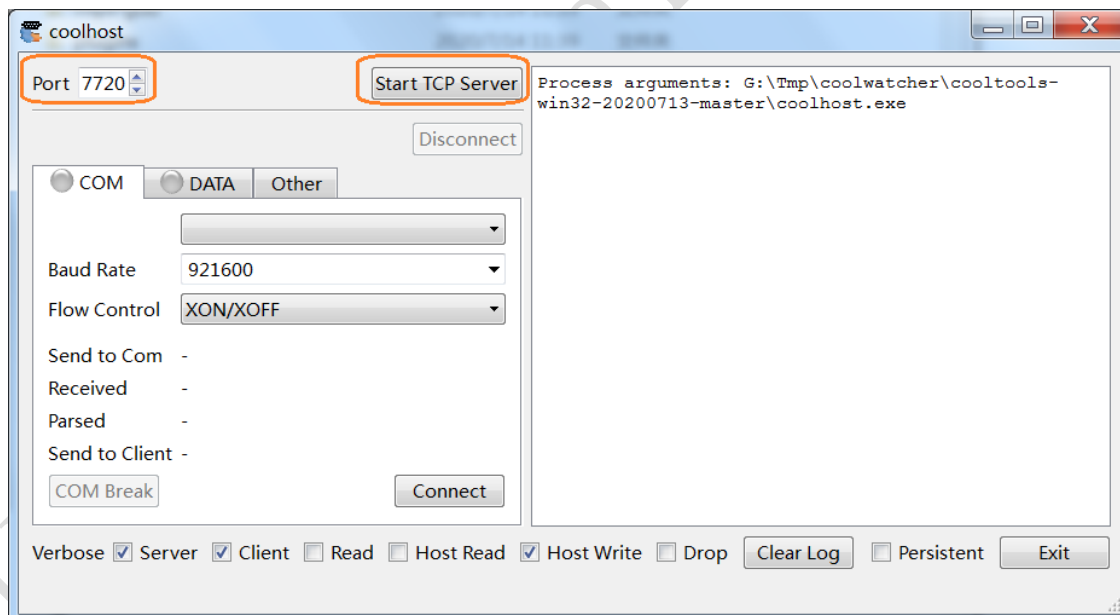 coolhost
Port 7720 Start TCP Server
Disconnect
COM DATA Other
Baud Rate 921600
Flow Control XON/XOFF
Send to Com -
Received -
Parsed -
Send to Client -
COM Break Connect
Process arguments: G:\Tmp\coolwatcher\cooltools-
win32-20200713-master\coolhost.exe
Verbose Server Client Read Host Read Host Write Drop Clear Log Persistent Exit